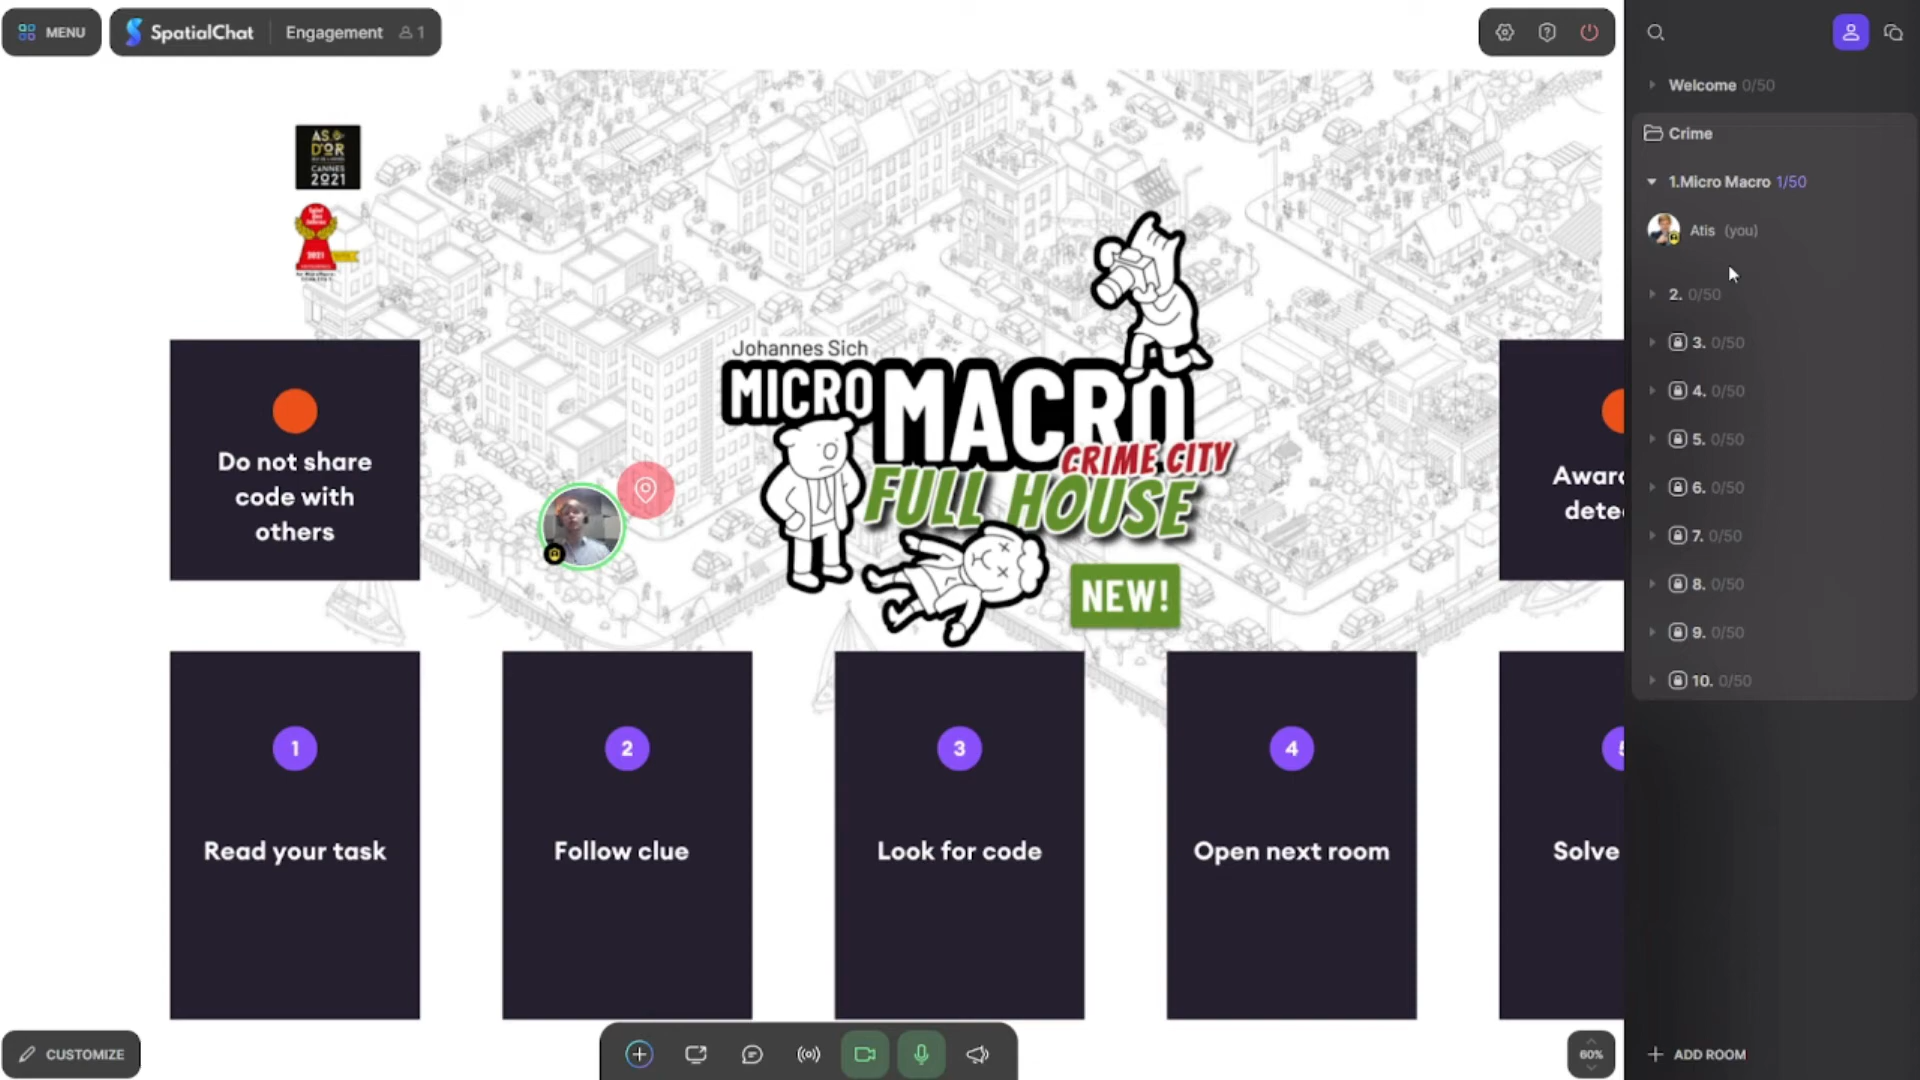 MENU
SpatialChat
Engagement
1
Welcome 0/50
Crime
1.Micro Macro 1/50
Atis (you)
2. 0/50
3. 0/50
4. 0/50
5. 0/50
6. 0/50
7. 0/50
8. 0/50
9. 0/50
10. 0/50
AS
D'OR
CANNES
2021
2021
Johannes Sich
MICRO MACRO
CRIME CITY
FULL HOUSE
NEW!
Do not share
code with
others
Awar
dete
1
Read your task
2
Follow clue
3
Look for code
4
Open next room
5
Solve
CUSTOMIZE
60%
ADD ROOM